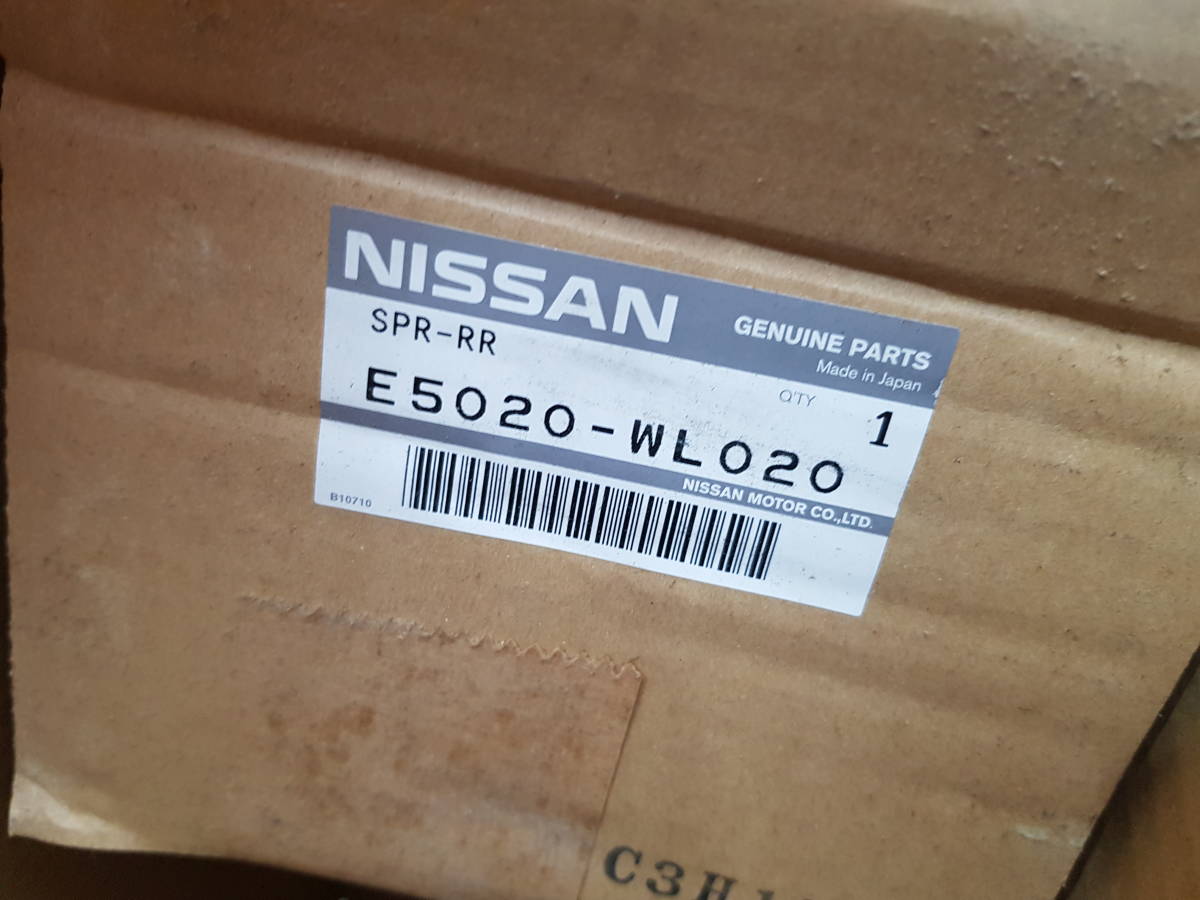 NISSAN
GENUINE PARTS
Made in Japan
SPR-RR
Q'TY 1
E5020-WL020
NISSAN MOTOR CO.,LTD.
B10710